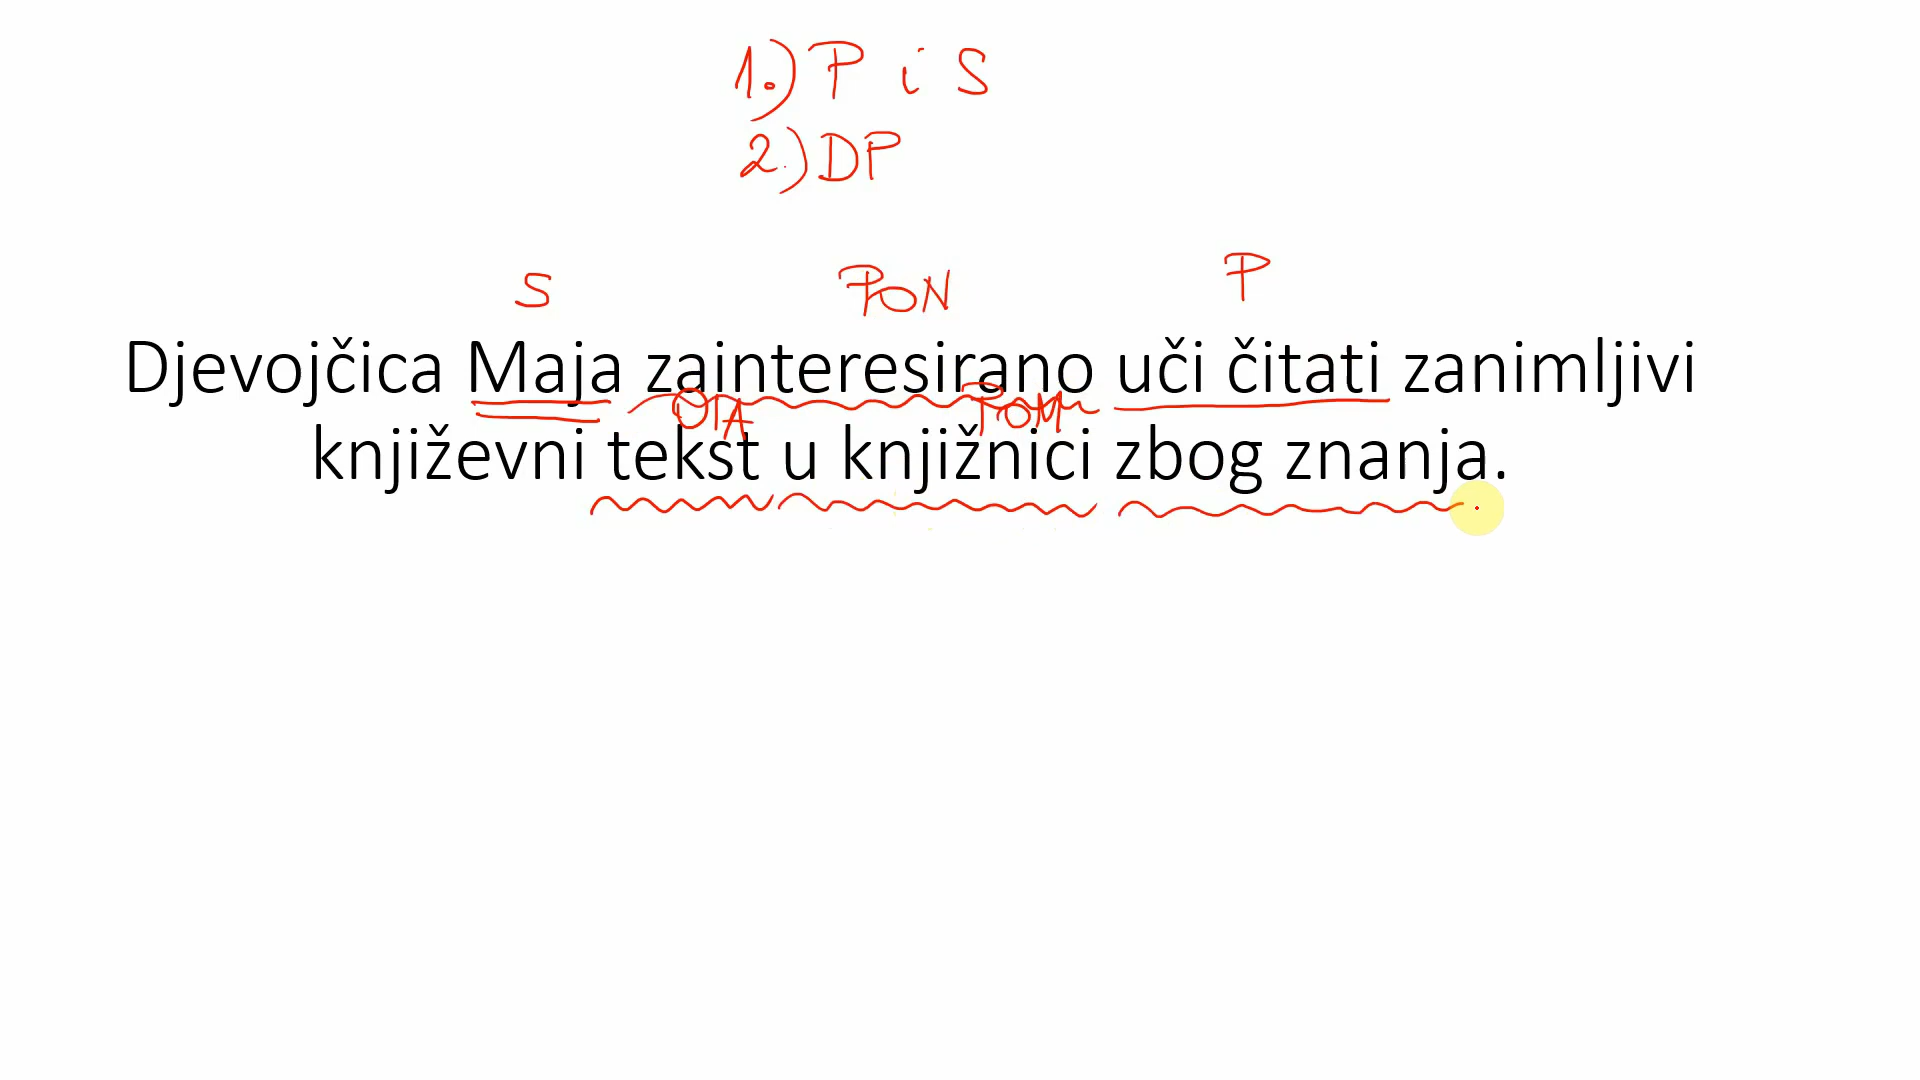 1.) P i S
2.) DP
S PON P
Djevojčica Maja zainteresirano uči čitati zanimljivi
OIA POM
književni tekst u knjižnici zbog znanja.